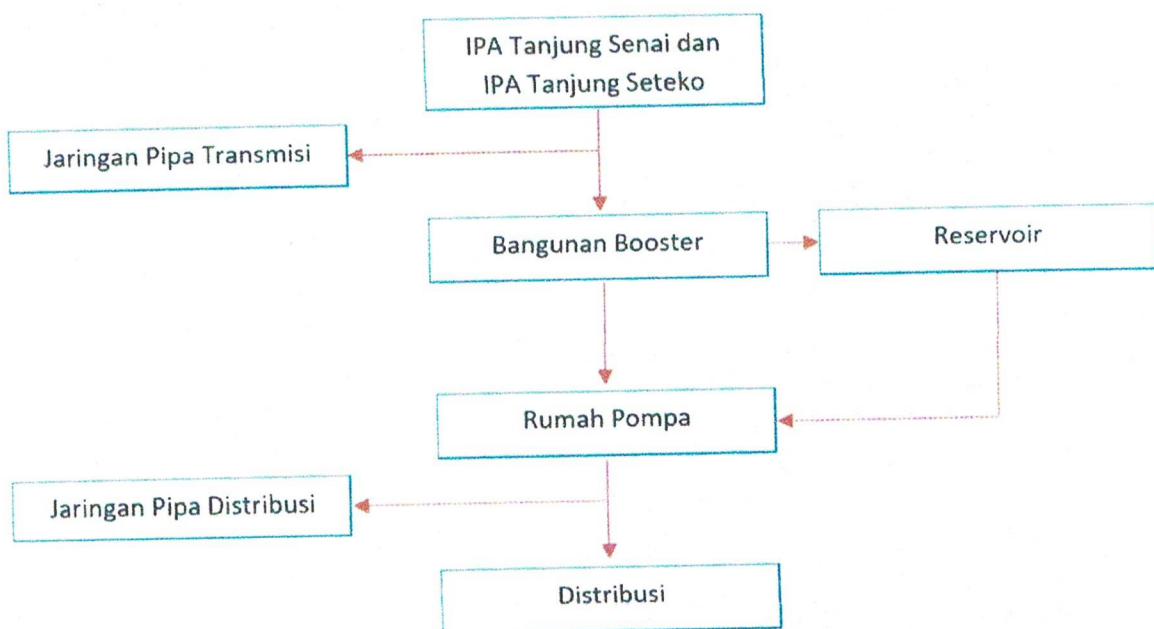 IPA Tanjung Senai dan
IPA Tanjung Seteko
Jaringan Pipa Transmisi
Bangunan Booster
Reservoir
Rumah Pompa
Jaringan Pipa Distribusi
Distribusi